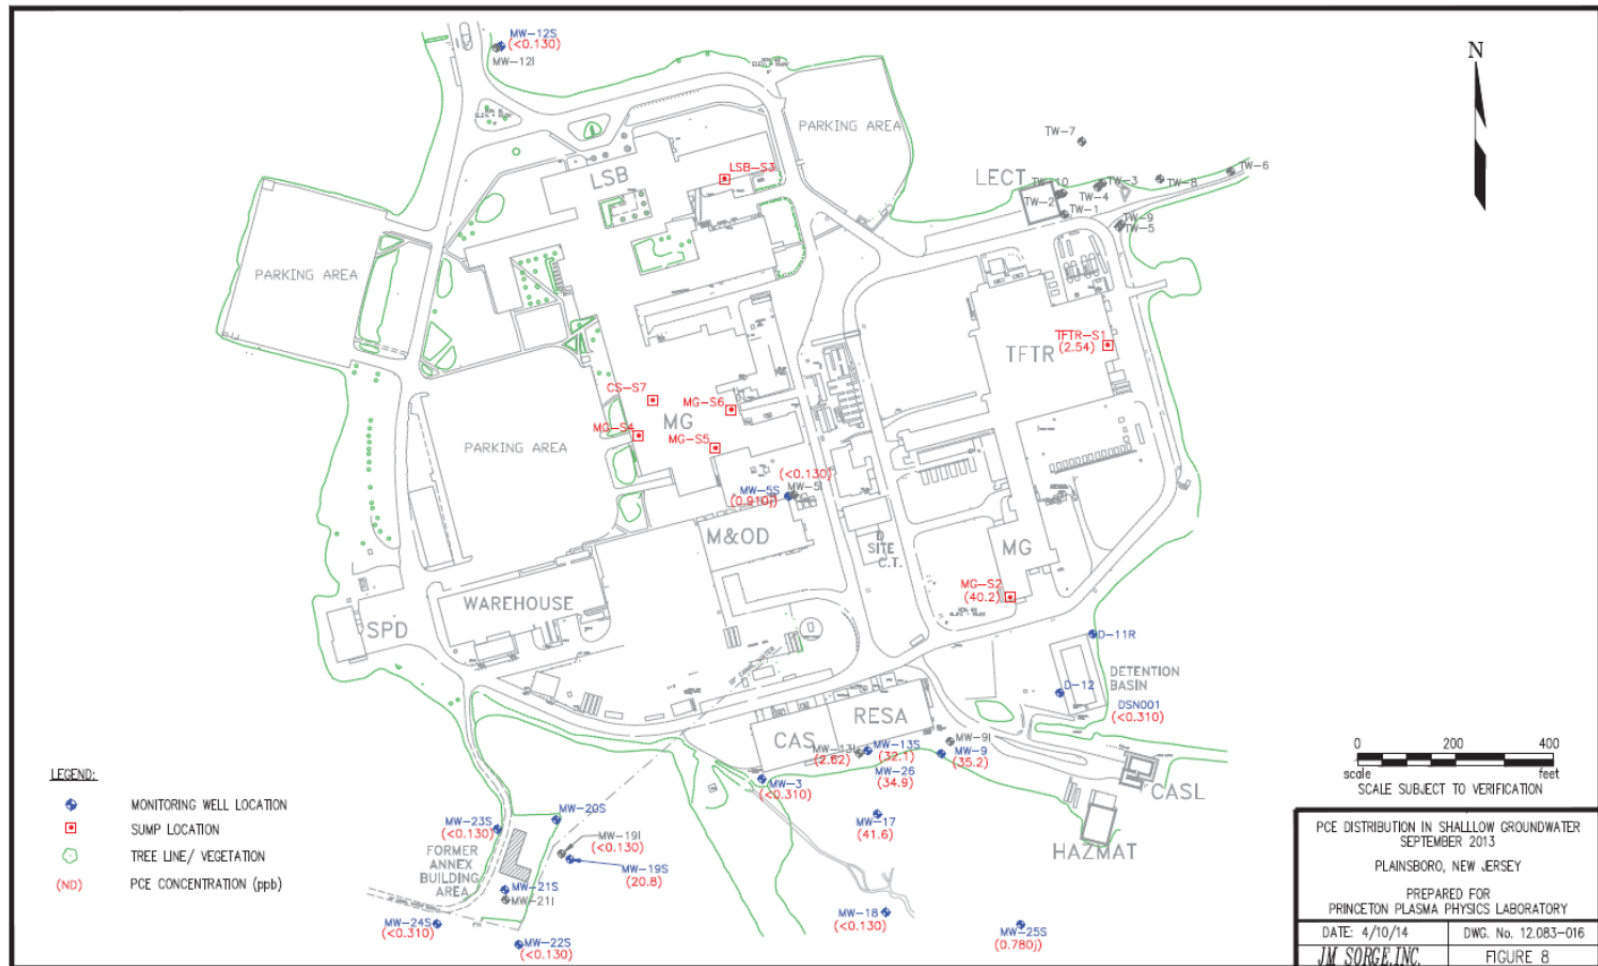 MW-12S
(<0.130)
MW-12I
N
PARKING AREA
TW-7
LSB-S3
LSB
LECT
TW-10
TW-3
TW-8
TW-6
TW-2
TW-4
TW-1
TW-9
TW-5
PARKING AREA
TFTR-S1
(2.54)
TFTR
CS-S7
MG-S6
MG
MG-S4
MG-S5
PARKING AREA
(<0.130)
MW-5S
MW-5I
(0.910j)
M&OD
D
SITE
C.T.
MG
MG-S2
(40.2)
WAREHOUSE
SPD
D-11R
DETENTION
BASIN
D-12
DSN001
(<0.310)
RESA
CAS
MW-13I
(2.62)
MW-13S
(32.1)
MW-9I
MW-9
(35.2)
MW-26
(34.9)
MW-3
(<0.310)
CASL
MW-17
(41.6)
HAZMAT
0 200 400
scale feet
SCALE SUBJECT TO VERIFICATION
LEGEND:
MONITORING WELL LOCATION
SUMP LOCATION
TREE LINE/ VEGETATION
(ND) PCE CONCENTRATION (ppb)
MW-20S
MW-23S
(<0.130)
MW-19I
(<0.130)
FORMER
ANNEX
BUILDING
AREA
MW-19S
(20.8)
MW-21S
MW-21I
MW-24S
(<0.310)
MW-22S
(<0.130)
MW-18
(<0.130)
MW-25S
(0.780j)
PCE DISTRIBUTION IN SHALLLOW GROUNDWATER
SEPTEMBER 2013
PLAINSBORO, NEW JERSEY
PREPARED FOR
PRINCETON PLASMA PHYSICS LABORATORY
DATE: 4/10/14 DWG. No. 12.083-016
JM SORGE,INC. FIGURE 8